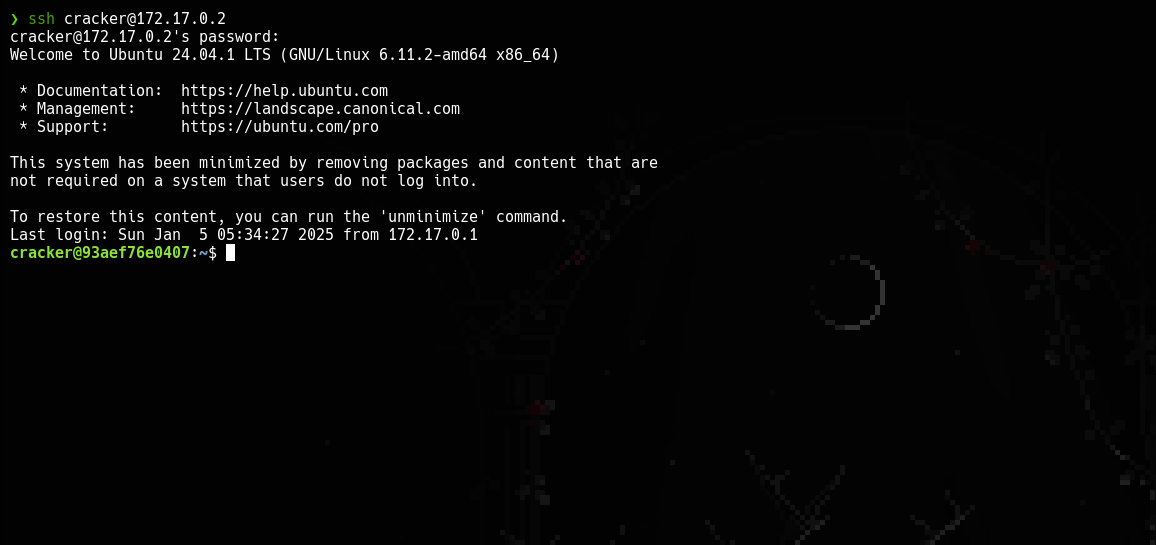 ❯ ssh cracker@172.17.0.2
cracker@172.17.0.2's password:
Welcome to Ubuntu 24.04.1 LTS (GNU/Linux 6.11.2-amd64 x86_64)
* Documentation:  https://help.ubuntu.com
* Management:     https://landscape.canonical.com
* Support:        https://ubuntu.com/pro
This system has been minimized by removing packages and content that are
not required on a system that users do not log into.
To restore this content, you can run the 'unminimize' command.
Last login: Sun Jan  5 05:34:27 2025 from 172.17.0.1
cracker@93aef76e0407:~$